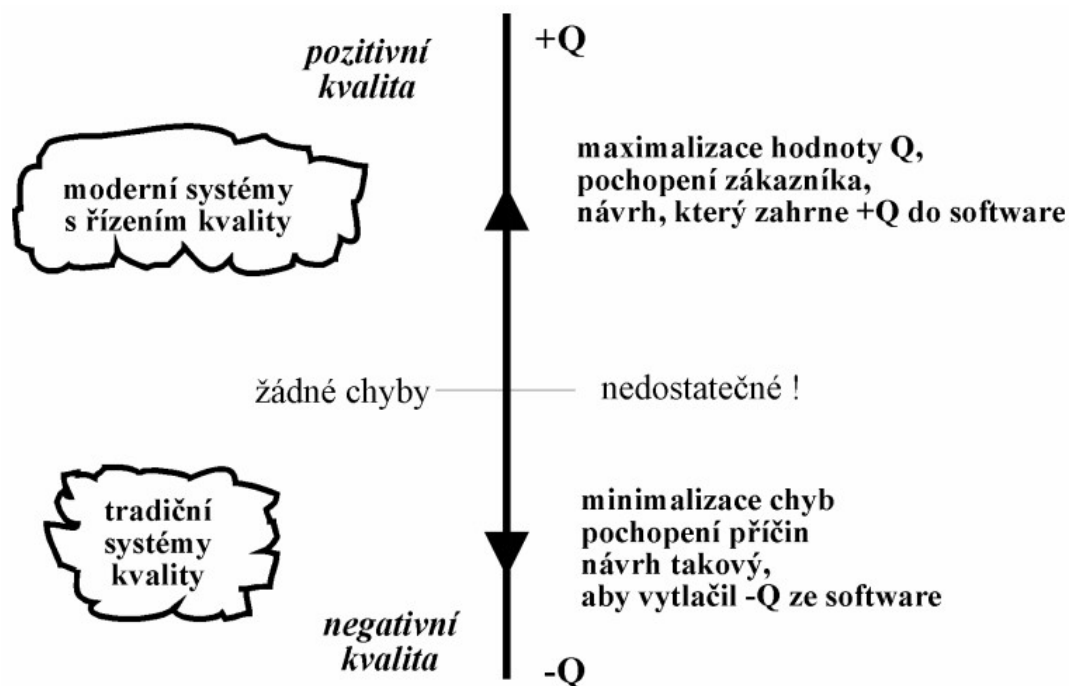 +Q
pozitivní
kvalita
moderní systémy
s řízením kvality
maximalizace hodnoty Q,
pochopení zákazníka,
návrh, který zahrne +Q do software
žádné chyby
nedostatečné !
tradiční
systémy
kvality
minimalizace chyb
pochopení příčin
návrh takový,
aby vytlačil -Q ze software
negativní
kvalita
-Q